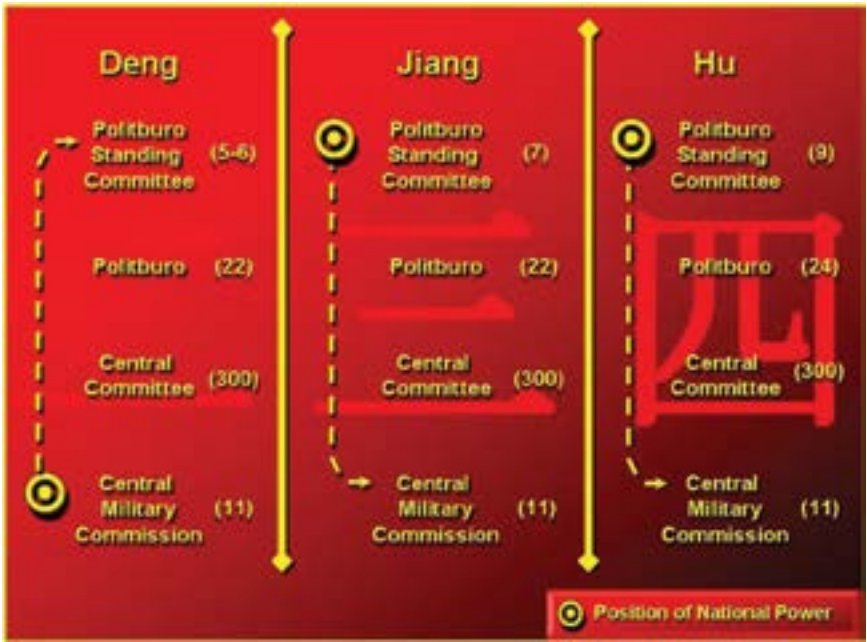 Deng
Politburo
Standing (5-6)
Committee
Politburo (22)
Central
Committee (300)
Central
Military (11)
Commission
Jiang
Politburo
Standing (7)
Committee
Politburo (22)
Central
Committee (300)
Central
Military (11)
Commission
三
Hu
Politburo
Standing (9)
Committee
Politburo (24)
Central
Committee (300)
Central
Military (11)
Commission
四
Position of National Power